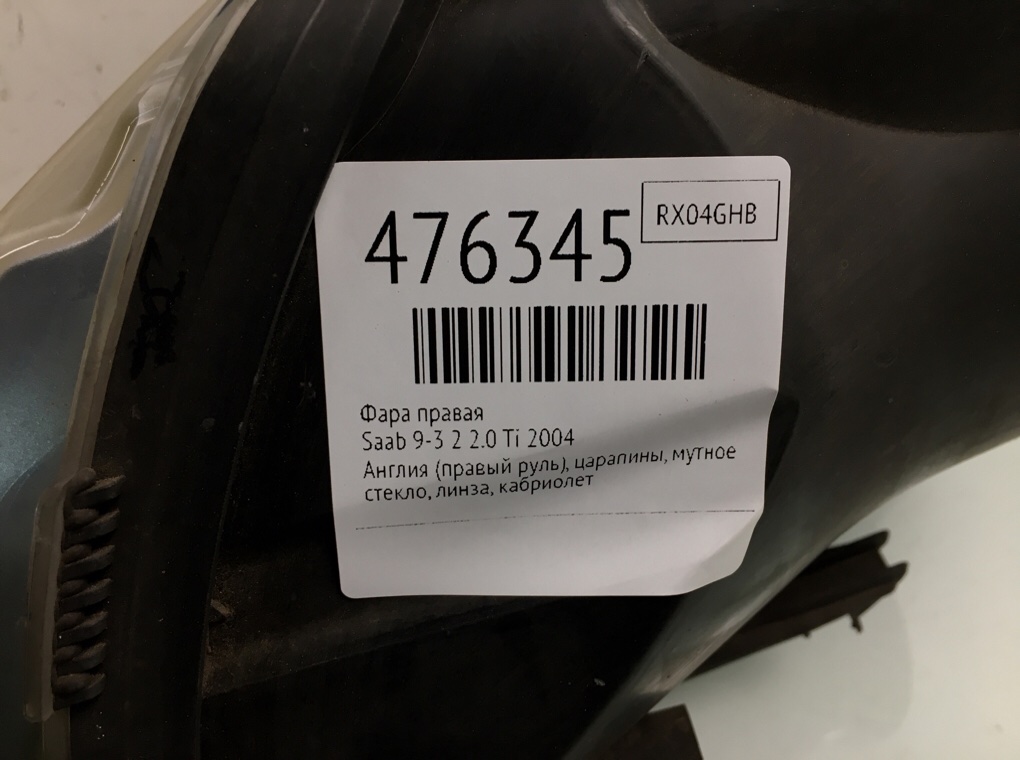 476345
RX04GHB
Фара правая
Saab 9-3 2 2.0 Ti 2004
Англия (правый руль), царапины, мутное
стекло, линза, кабриолет